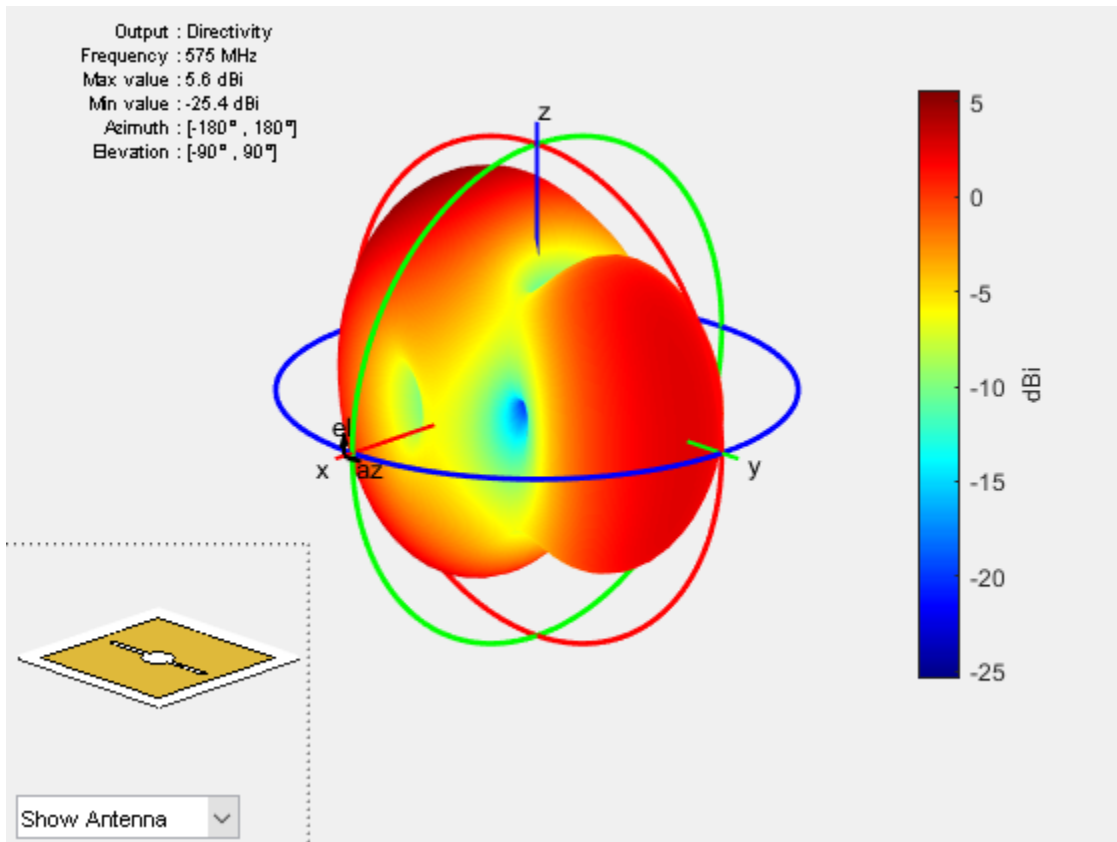 Output : Directivity
Frequency : 575 MHz
Max value : 5.6 dBi
Min value : -25.4 dBi
Azimuth : [-180° , 180°]
Elevation : [-90° , 90°]
z
5
0
-5
-10
-15
-20
-25
dBi
el
x
az
y
Show Antenna